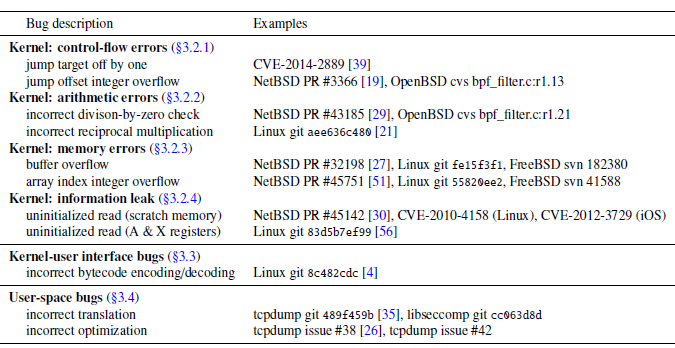 Bug description Examples
Kernel: control-flow errors (§3.2.1)
jump target off by one CVE-2014-2889 [39]
jump offset integer overflow NetBSD PR #3366 [19], OpenBSD cvs bpf_filter.c:r1.13
Kernel: arithmetic errors (§3.2.2)
incorrect divison-by-zero check NetBSD PR #43185 [29], OpenBSD cvs bpf_filter.c:r1.21
incorrect reciprocal multiplication Linux git aee636c480 [21]
Kernel: memory errors (§3.2.3)
buffer overflow NetBSD PR #32198 [27], Linux git fe15f3f1, FreeBSD svn 182380
array index integer overflow NetBSD PR #45751 [51], Linux git 55820ee2, FreeBSD svn 41588
Kernel: information leak (§3.2.4)
uninitialized read (scratch memory) NetBSD PR #45142 [30], CVE-2010-4158 (Linux), CVE-2012-3729 (iOS)
uninitialized read (A & X registers) Linux git 83d5b7ef99 [56]
Kernel-user interface bugs (§3.3)
incorrect bytecode encoding/decoding Linux git 8c482cdc [4]
User-space bugs (§3.4)
incorrect translation tcpdump git 489f459b [35], libseccomp git cc063d8d
incorrect optimization tcpdump issue #38 [26], tcpdump issue #42